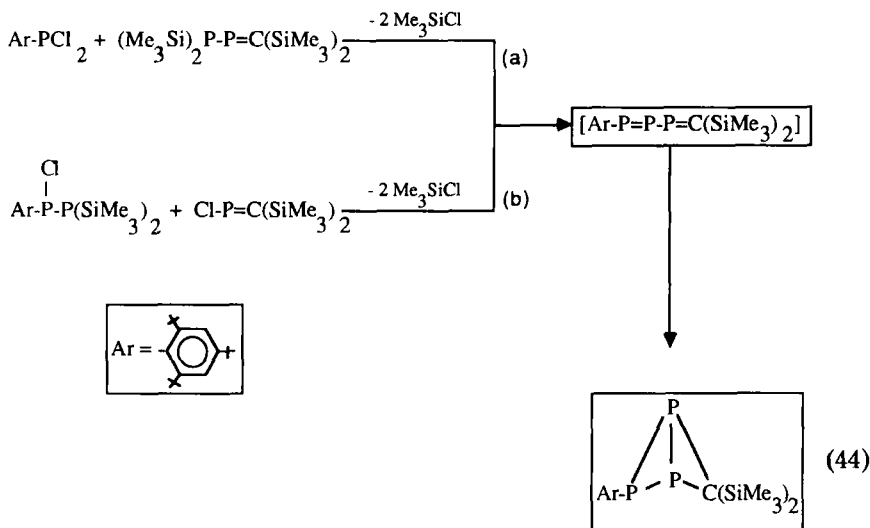 - 2 Me3SiCl
Ar-PCl2 + (Me3Si)2P-P=C(SiMe3)2
(a)
[Ar-P=P-P=C(SiMe3)2]
Cl
- 2 Me3SiCl
Ar-P-P(SiMe3)2 + Cl-P=C(SiMe3)2
(b)
Ar =
P
(44)
Ar-P P C(SiMe3)2